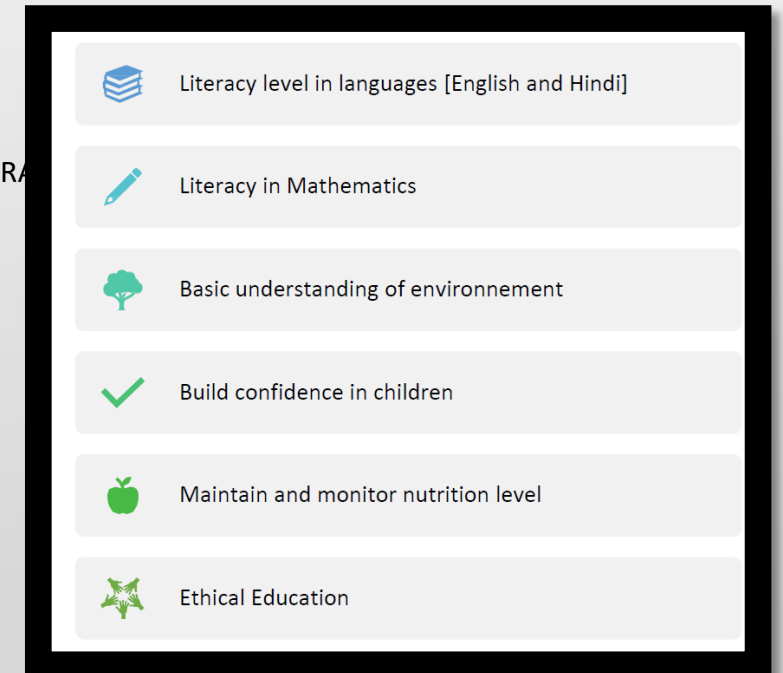 Literacy level in languages [English and Hindi]
RA
Literacy in Mathematics
Basic understanding of environnement
Build confidence in children
Maintain and monitor nutrition level
Ethical Education